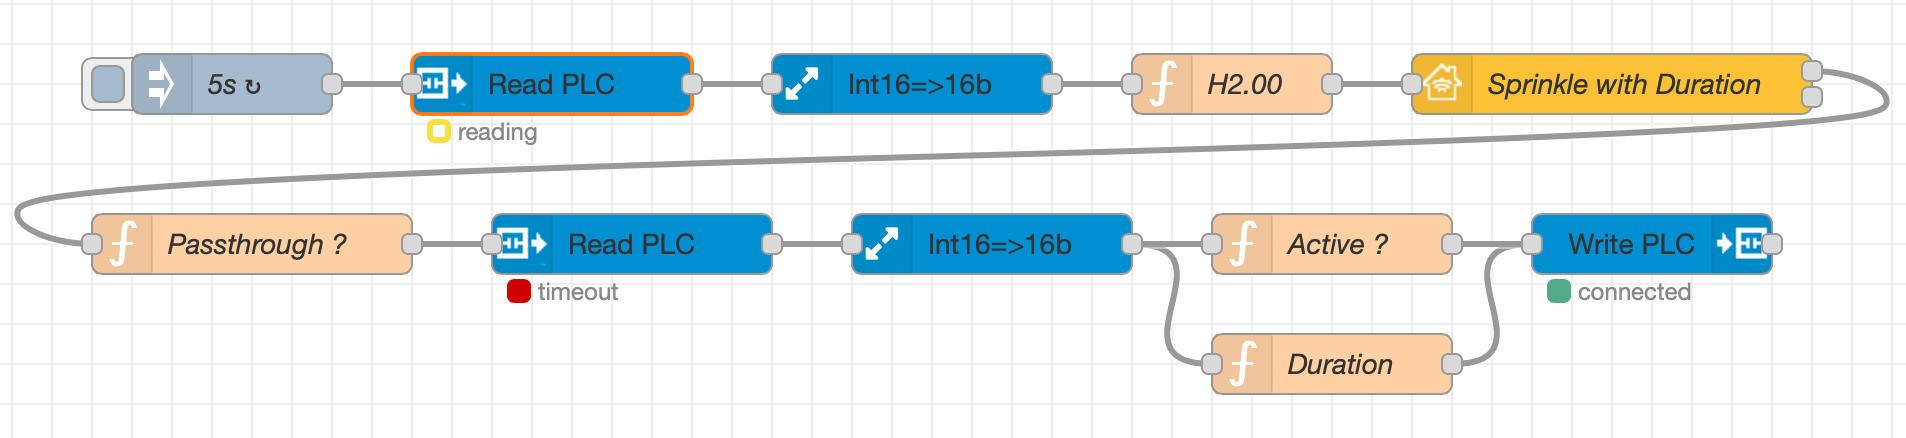 5s ↻
Read PLC
Int16=>16b
H2.00
Sprinkle with Duration
reading
Passthrough ?
Read PLC
Int16=>16b
Active ?
Write PLC
timeout
connected
Duration